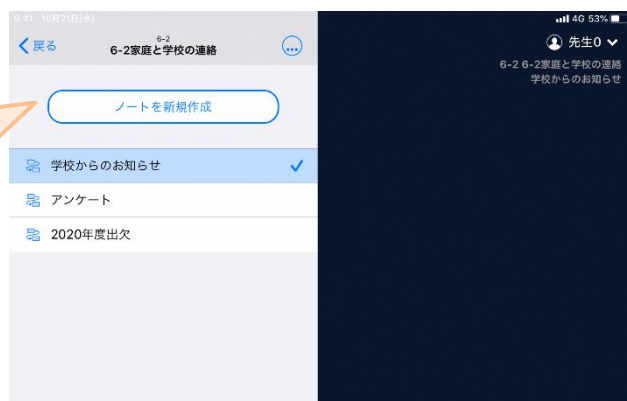 9:41 10月21日(水)
4G 53%
戻る
6-2
6-2家庭と学校の連絡
先生0
6-2 6-2家庭と学校の連絡
学校からのお知らせ
ノートを新規作成
学校からのお知らせ
アンケート
2020年度出欠